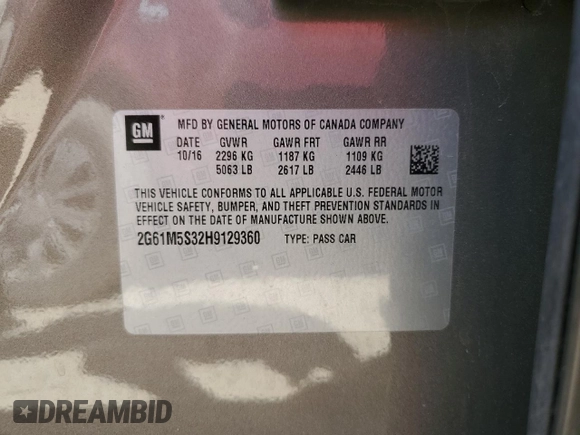 GM ®
MFD BY GENERAL MOTORS OF CANADA COMPANY
DATE GVWR GAWR FRT GAWR RR
10/16 2296 KG 1187 KG 1109 KG
5063 LB 2617 LB 2446 LB
THIS VEHICLE CONFORMS TO ALL APPLICABLE U.S. FEDERAL MOTOR
VEHICLE SAFETY, BUMPER, AND THEFT PREVENTION STANDARDS IN
EFFECT ON THE DATE OF MANUFACTURE SHOWN ABOVE.
2G61M5S32H9129360 TYPE: PASS CAR
DREAMBID